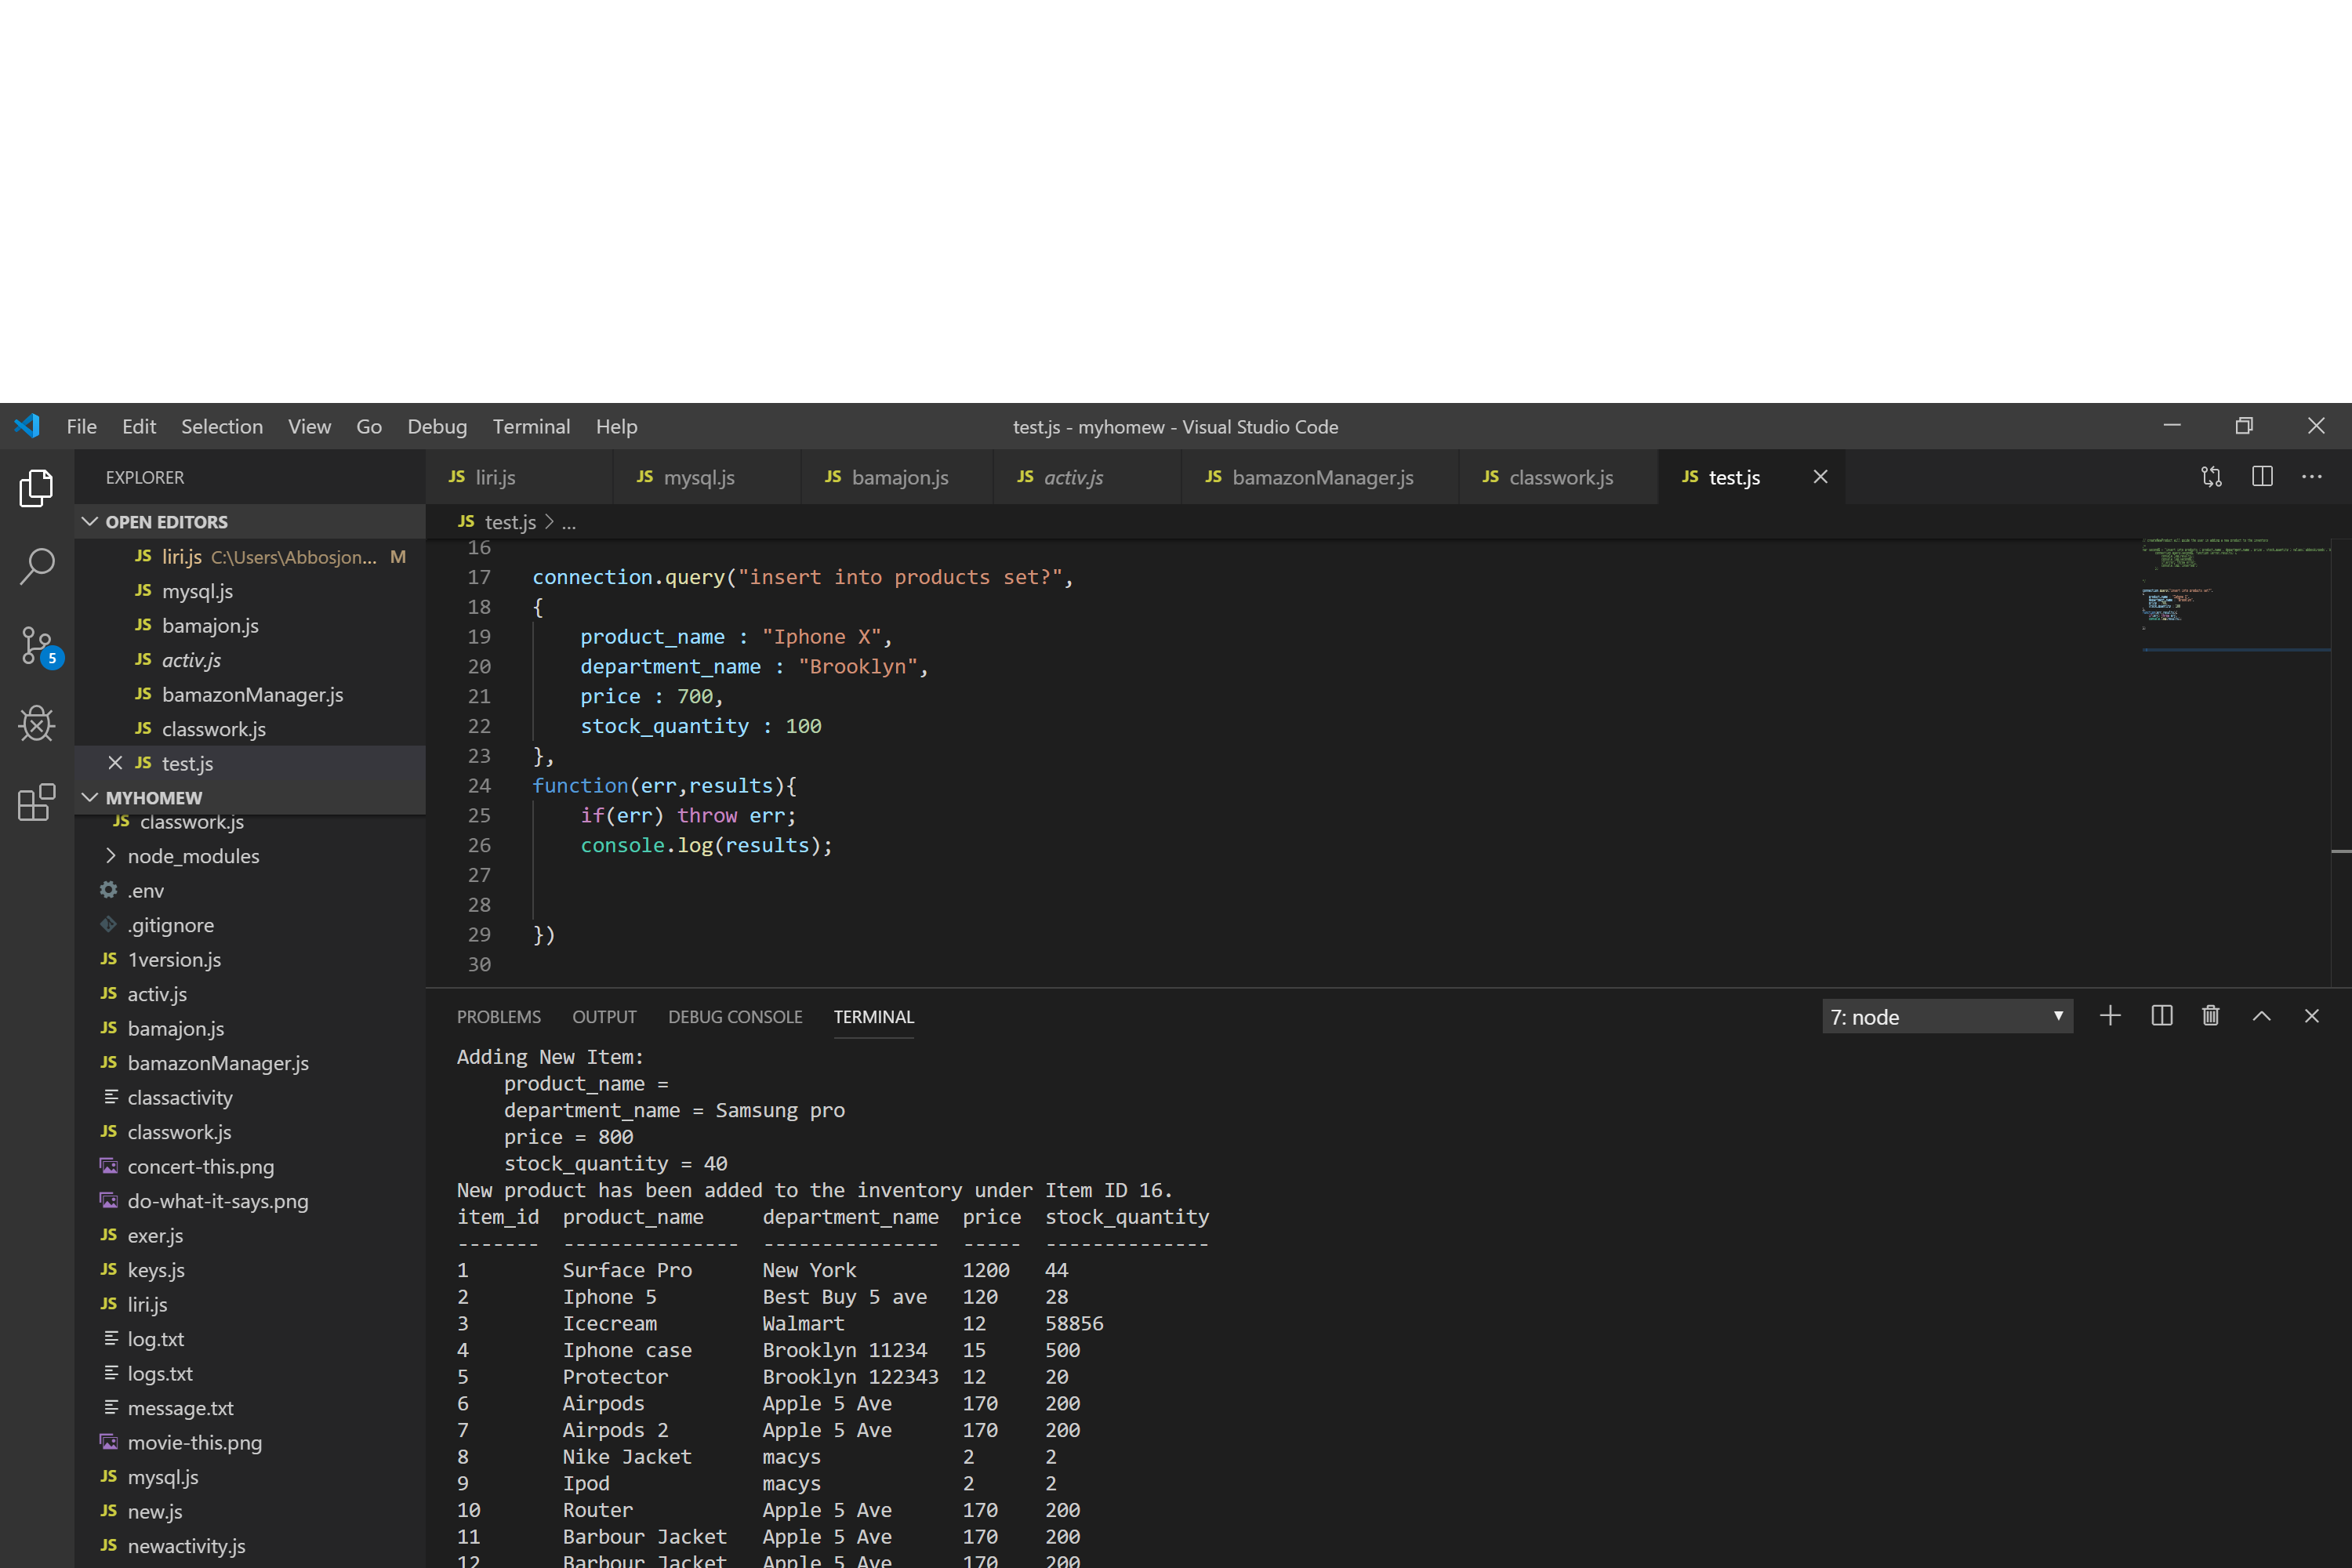 File Edit Selection View Go Debug Terminal Help test.js - myhomew - Visual Studio Code
EXPLORER
OPEN EDITORS
JS liri.js C:\Users\Abbosjon... M
JS mysql.js
JS bamajon.js
JS activ.js
JS bamazonManager.js
JS classwork.js
JS test.js
MYHOMEW
JS classwork.js
node_modules
.env
.gitignore
JS 1version.js
JS activ.js
JS bamajon.js
JS bamazonManager.js
classactivity
JS classwork.js
concert-this.png
do-what-it-says.png
JS exer.js
JS keys.js
JS liri.js
log.txt
logs.txt
message.txt
movie-this.png
JS mysql.js
JS new.js
JS newactivity.js
5
JS liri.js JS mysql.js JS bamajon.js JS activ.js JS bamazonManager.js JS classwork.js JS test.js
JS test.js > ...
16
17 connection.query("insert into products set?",
18 {
19 product_name : "Iphone X",
20 department_name : "Brooklyn",
21 price : 700,
22 stock_quantity : 100
23 },
24 function(err,results){
25 if(err) throw err;
26 console.log(results);
27
28
29 })
30
PROBLEMS OUTPUT DEBUG CONSOLE TERMINAL 7: node
Adding New Item:
product_name =
department_name = Samsung pro
price = 800
stock_quantity = 40
New product has been added to the inventory under Item ID 16.
item_id product_name department_name price stock_quantity
------- --------------- --------------- ----- --------------
1 Surface Pro New York 1200 44
2 Iphone 5 Best Buy 5 ave 120 28
3 Icecream Walmart 12 58856
4 Iphone case Brooklyn 11234 15 500
5 Protector Brooklyn 122343 12 20
6 Airpods Apple 5 Ave 170 200
7 Airpods 2 Apple 5 Ave 170 200
8 Nike Jacket macys 2 2
9 Ipod macys 2 2
10 Router Apple 5 Ave 170 200
11 Barbour Jacket Apple 5 Ave 170 200
12 Barbour Jacket Apple 5 Ave 170 200